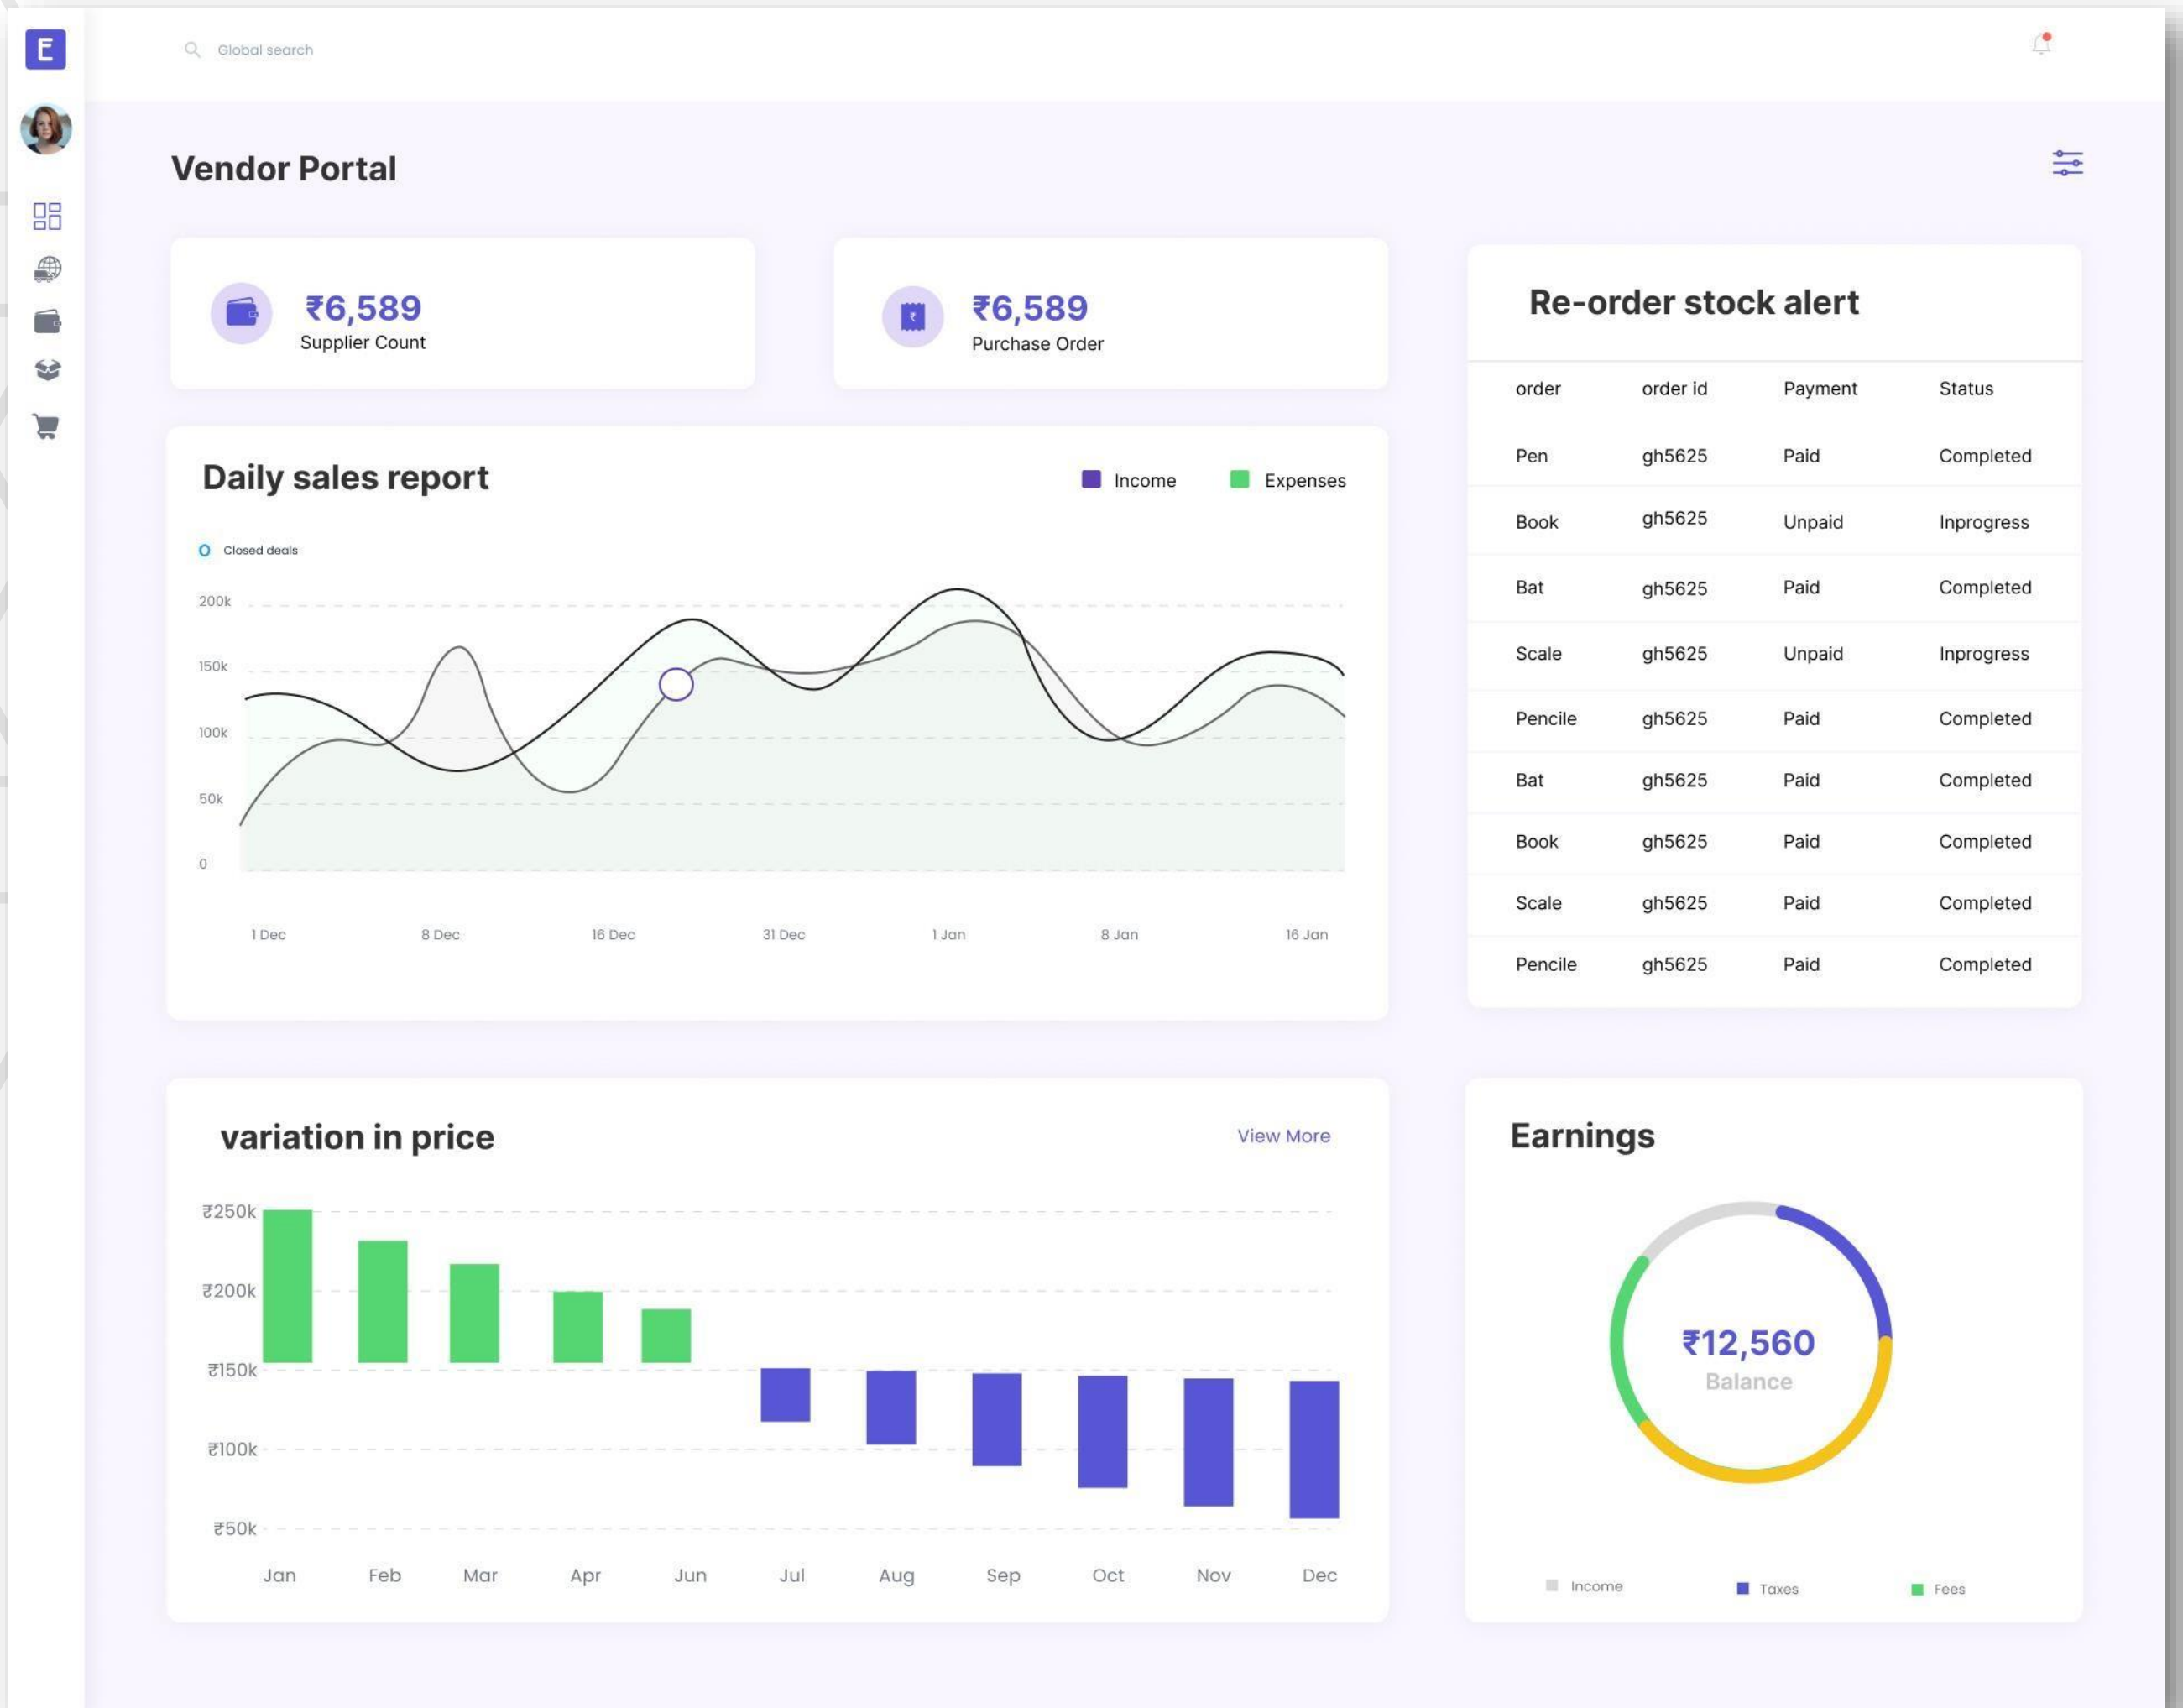 E
Global search
Vendor Portal
₹6,589
Supplier Count
₹6,589
Purchase Order
Daily sales report
Income
Expenses
Closed deals
200k
150k
100k
50k
0
1 Dec
8 Dec
16 Dec
31 Dec
1 Jan
8 Jan
16 Jan
Re-order stock alert
order order id Payment Status
Pen gh5625 Paid Completed
Book gh5625 Unpaid Inprogress
Bat gh5625 Paid Completed
Scale gh5625 Unpaid Inprogress
Pencile gh5625 Paid Completed
Bat gh5625 Paid Completed
Book gh5625 Paid Completed
Scale gh5625 Paid Completed
Pencile gh5625 Paid Completed
variation in price
View More
₹250k
₹200k
₹150k
₹100k
₹50k
Jan
Feb
Mar
Apr
Jun
Jul
Aug
Sep
Oct
Nov
Dec
Earnings
₹12,560
Balance
Income
Taxes
Fees